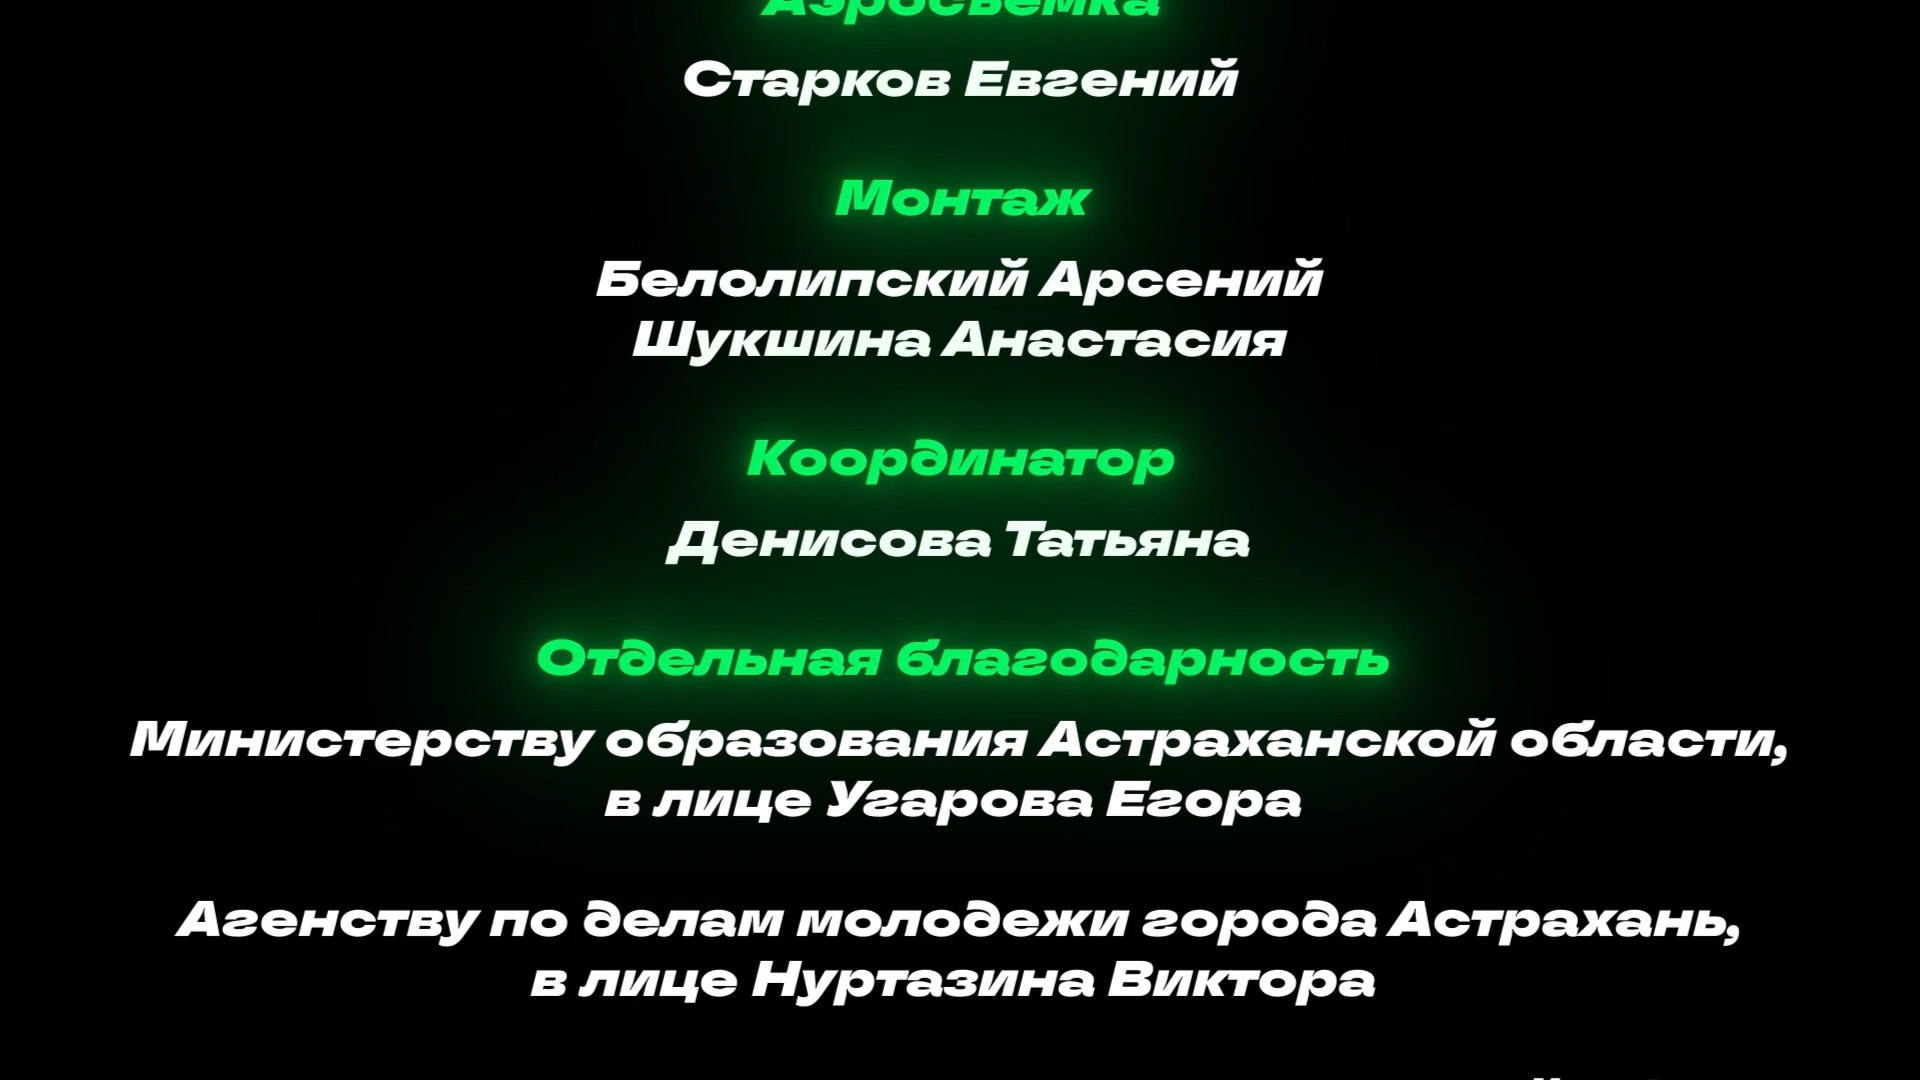 Аэросъемка
Старков Евгений
Монтаж
Белолипский Арсений
Шукшина Анастасия
Координатор
Денисова Татьяна
Отдельная благодарность
Министерству образования Астраханской области,
в лице Угарова Егора
Агенству по делам молодежи города Астрахань,
в лице Нуртазина Виктора